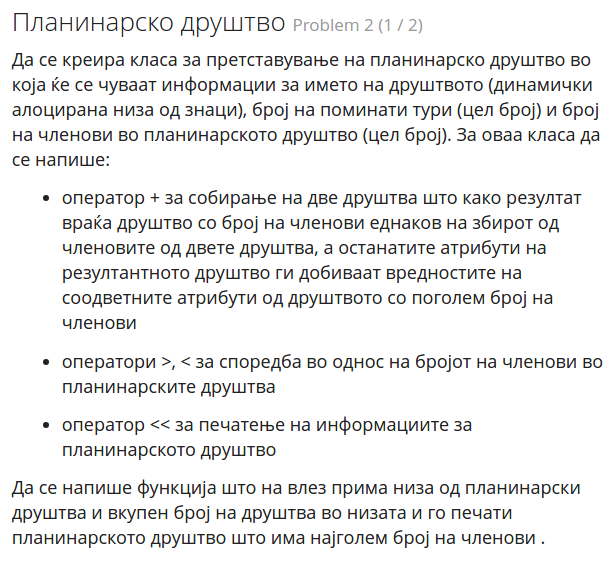 Планинарско друштво Problem 2 (1 / 2)
Да се креира класа за претставување на планинарско друштво во
која ќе се чуваат информации за името на друштвото (динамички
алоцирана низа од знаци), број на поминати тури (цел број) и број
на членови во планинарското друштво (цел број). За оваа класа да
се напише:
• оператор + за собирање на две друштва што како резултат
враќа друштво со број на членови еднаков на збирот од
членовите од двете друштва, а останатите атрибути на
резултантното друштво ги добиваат вредностите на
соодветните атрибути од друштвото со поголем број на
членови
• оператори >, < за споредба во однос на бројот на членови во
планинарските друштва
• оператор << за печатење на информациите за
планинарското друштво
Да се напише функција што на влез прима низа од планинарски
друштва и вкупен број на друштва во низата и го печати
планинарското друштво што има најголем број на членови .